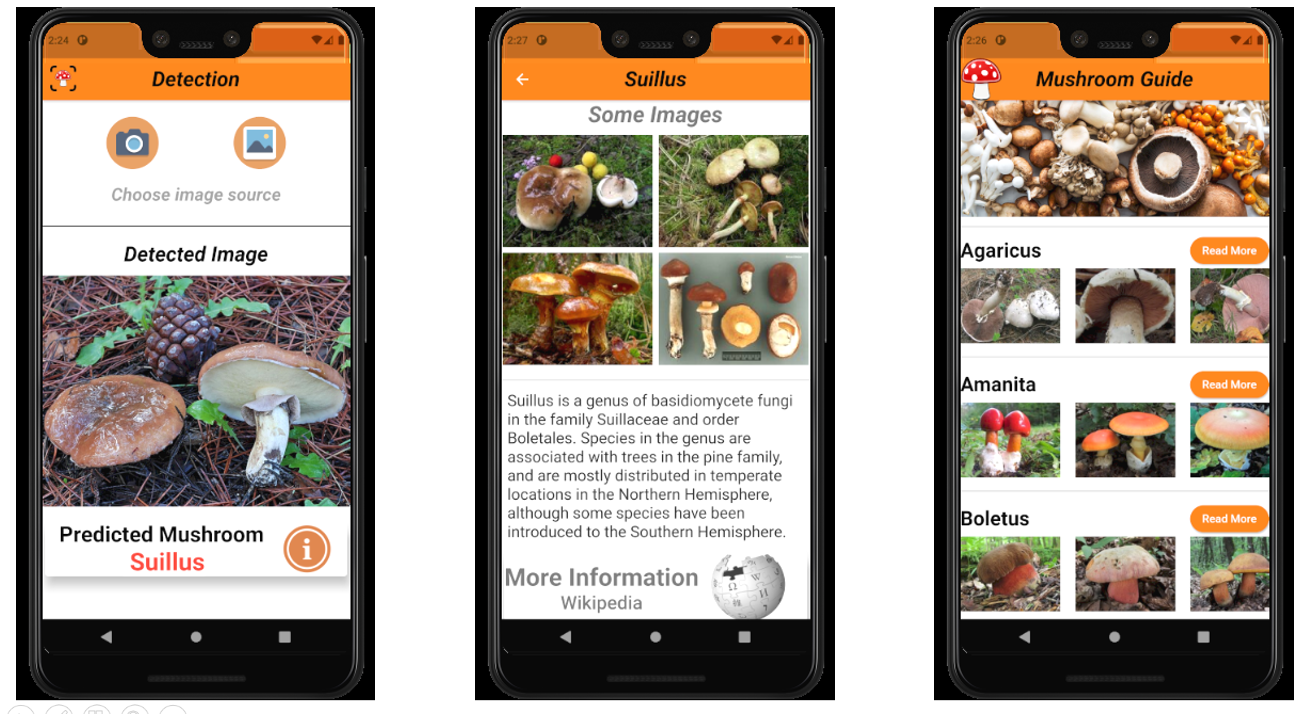 2:24
Detection
Choose image source
Detected Image
Predicted Mushroom
Suillus
2:27
Suillus
Some Images
Suillus is a genus of basidiomycete fungi
in the family Suillaceae and order
Boletales. Species in the genus are
associated with trees in the pine family,
and are mostly distributed in temperate
locations in the Northern Hemisphere,
although some species have been
introduced to the Southern Hemisphere.
More Information
Wikipedia
Ω
W
2:26
Mushroom Guide
Agaricus
Read More
Amanita
Read More
Boletus
Read More